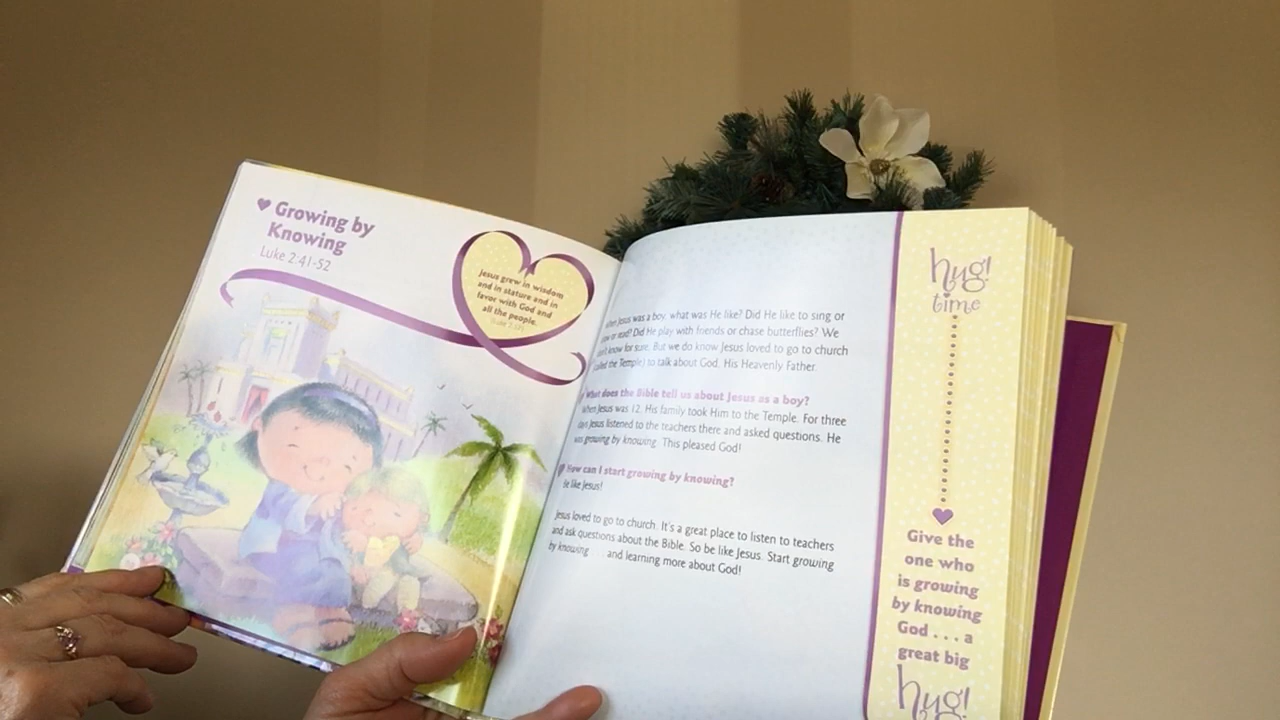 Growing by
Knowing
Luke 2:41-52
Jesus grew in wisdom
and in stature and in
favor with God and
all the people.
When Jesus was a boy, what was He like? Did He like to sing or
or read? Did He play with friends or chase butterflies? We
don't know for sure. But we do know Jesus loved to go to church
(called the Temple) to talk about God, His Heavenly Father.
What does the Bible tell us about Jesus as a boy?
When Jesus was 12, His family took Him to the Temple. For three
days Jesus listened to the teachers there and asked questions. He
was growing by knowing. This pleased God!
How can I start growing by knowing?
Be like Jesus!
Jesus loved to go to church. It's a great place to listen to teachers
and ask questions about the Bible. So be like Jesus. Start growing
by knowing . . . and learning more about God!
hug!
time
Give the
one who
is growing
by knowing
God . . . a
great big
hug!